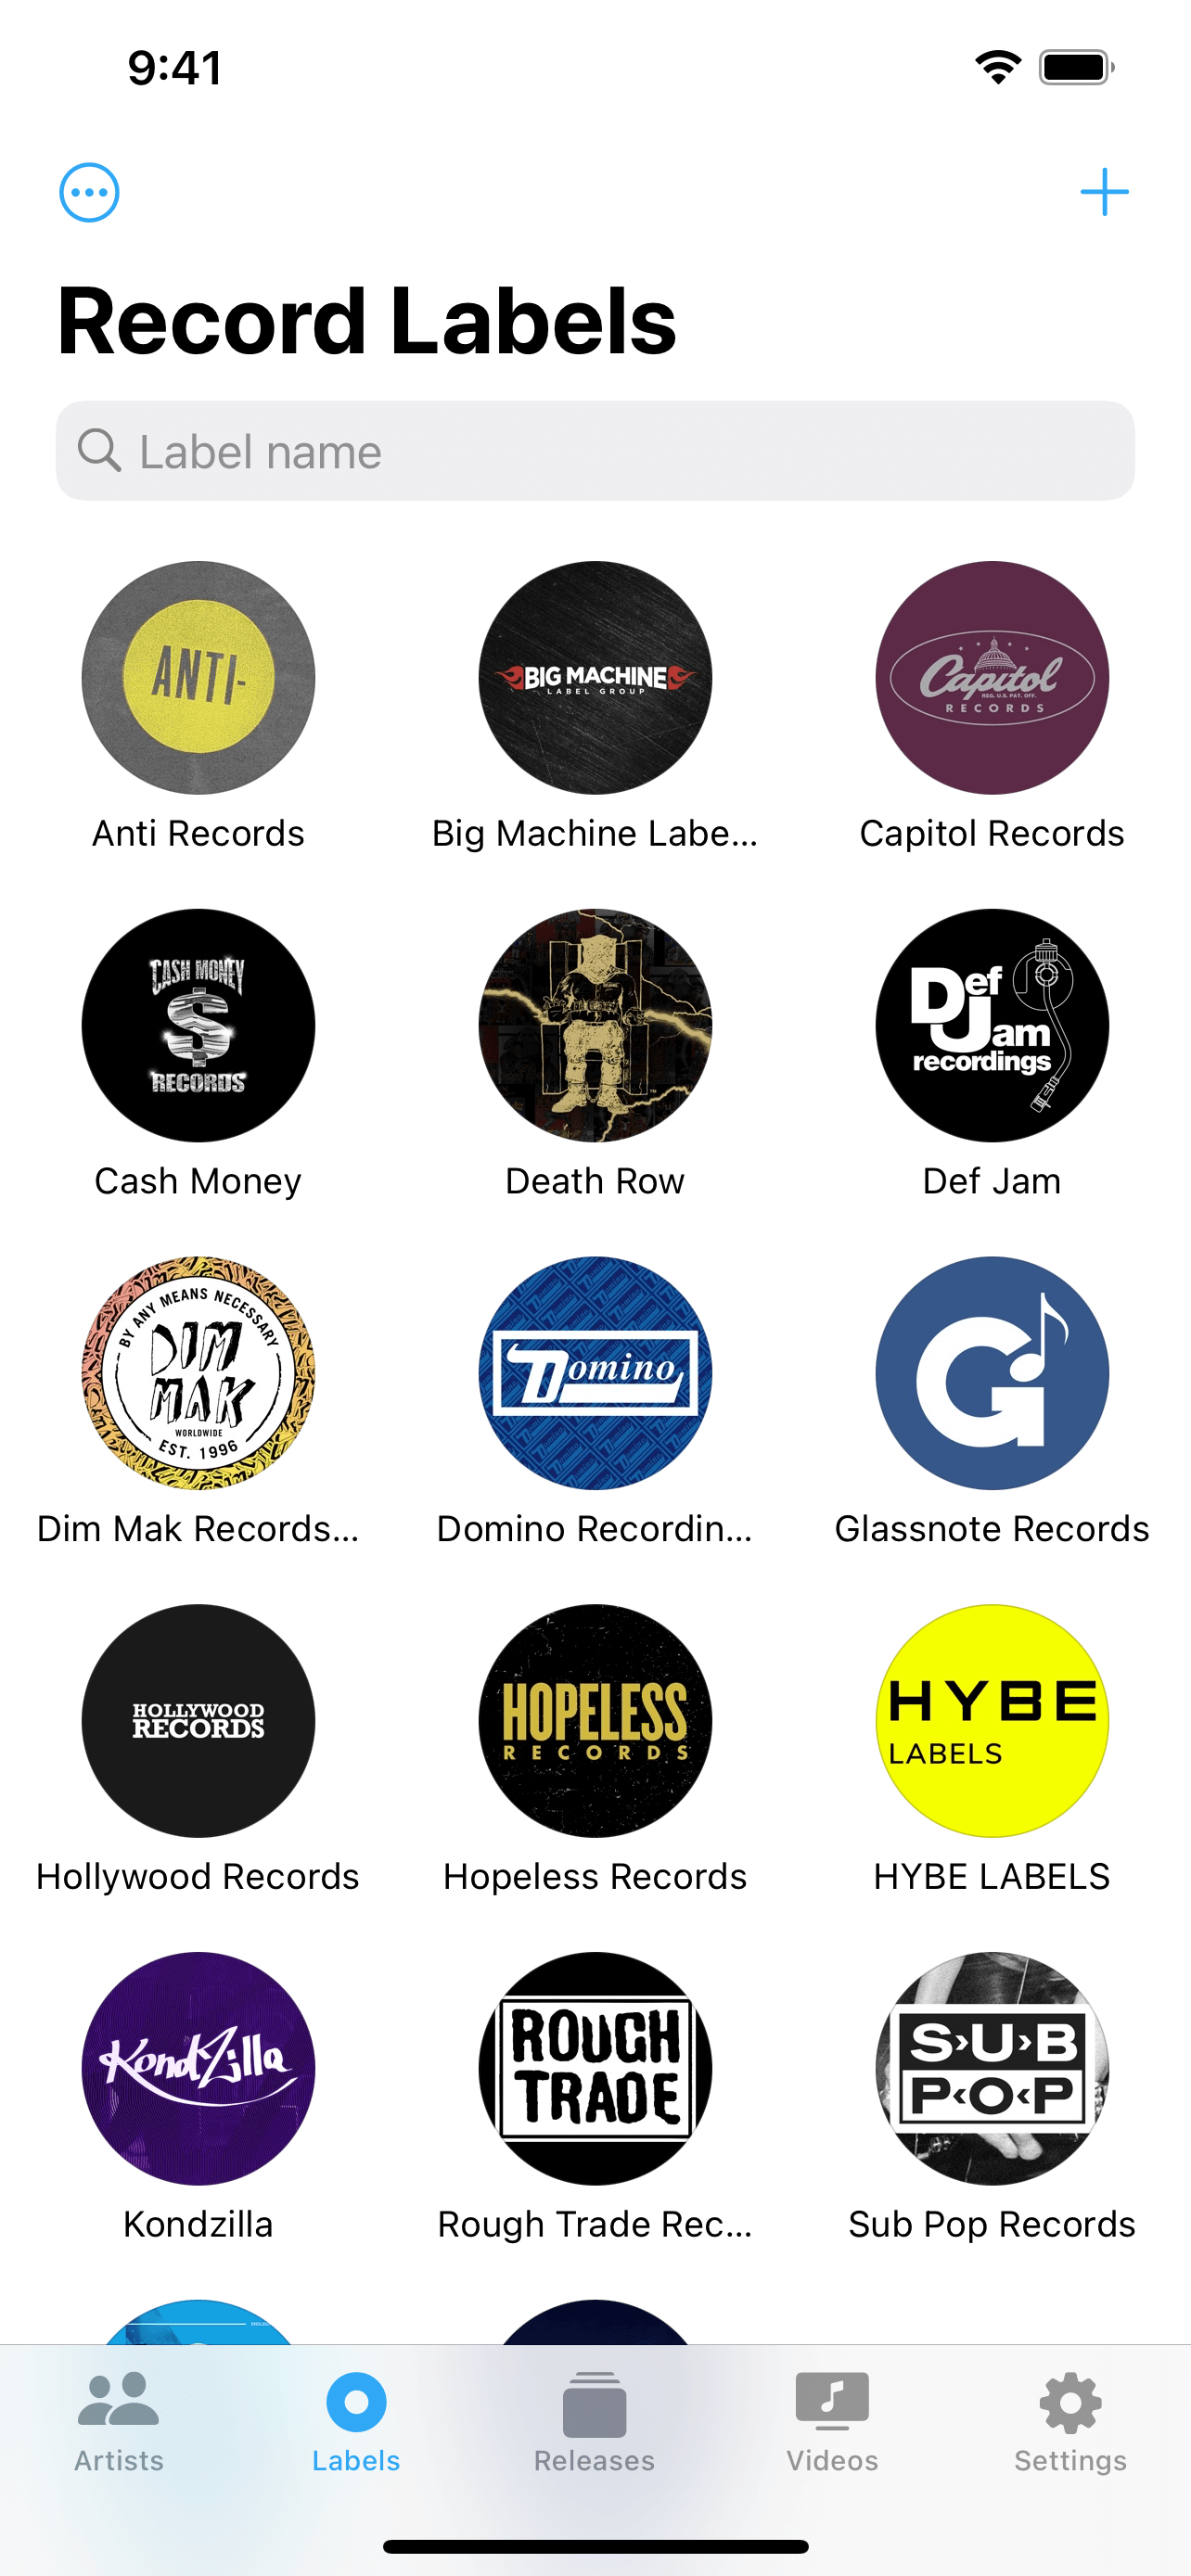 9:41
Record Labels
Label name
ANTI-
BIG MACHINE
LABEL GROUP
Capitol
REG. U.S. PAT. OFF.
RECORDS
Anti Records
Big Machine Labe...
Capitol Records
CASH MONEY
$
RECORDS
Def
Jam
recordings
Cash Money
Death Row
Def Jam
BY ANY MEANS NECESSARY
DIM
MAK
WORLDWIDE
EST. 1996
Domino
G
Dim Mak Records...
Domino Recordin...
Glassnote Records
HOLLYWOOD
RECORDS
HOPELESS
RECORDS
HYBE
LABELS
Hollywood Records
Hopeless Records
HYBE LABELS
KondZilla
ROUGH
TRADE
S›U›B
P‹O‹P
Kondzilla
Rough Trade Rec...
Sub Pop Records
Artists
Labels
Releases
Videos
Settings